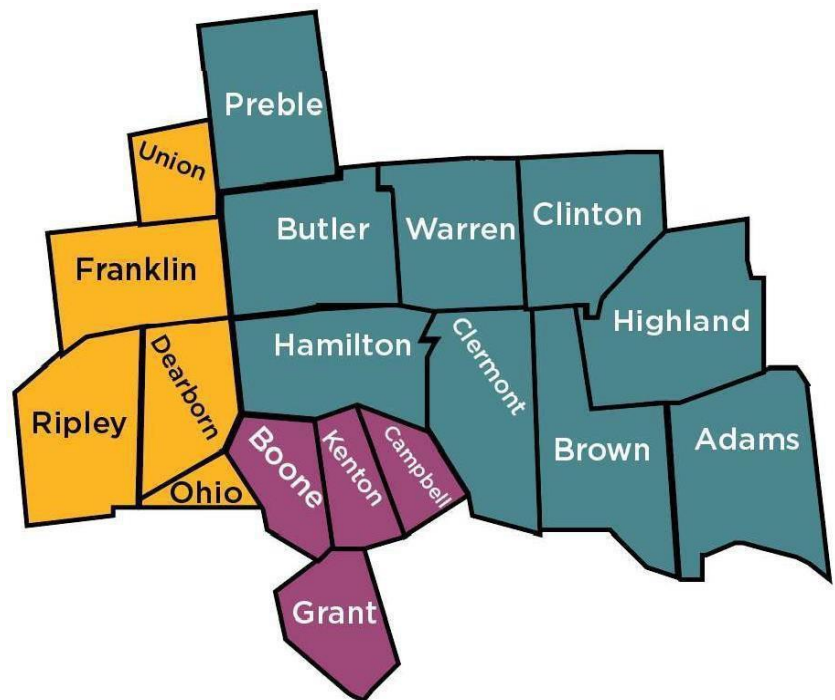 Preble
Union
Butler
Warren
Clinton
Franklin
Highland
Hamilton
Clermont
Dearborn
Ripley
Adams
Brown
Boone
Kenton
Campbell
Ohio
Grant